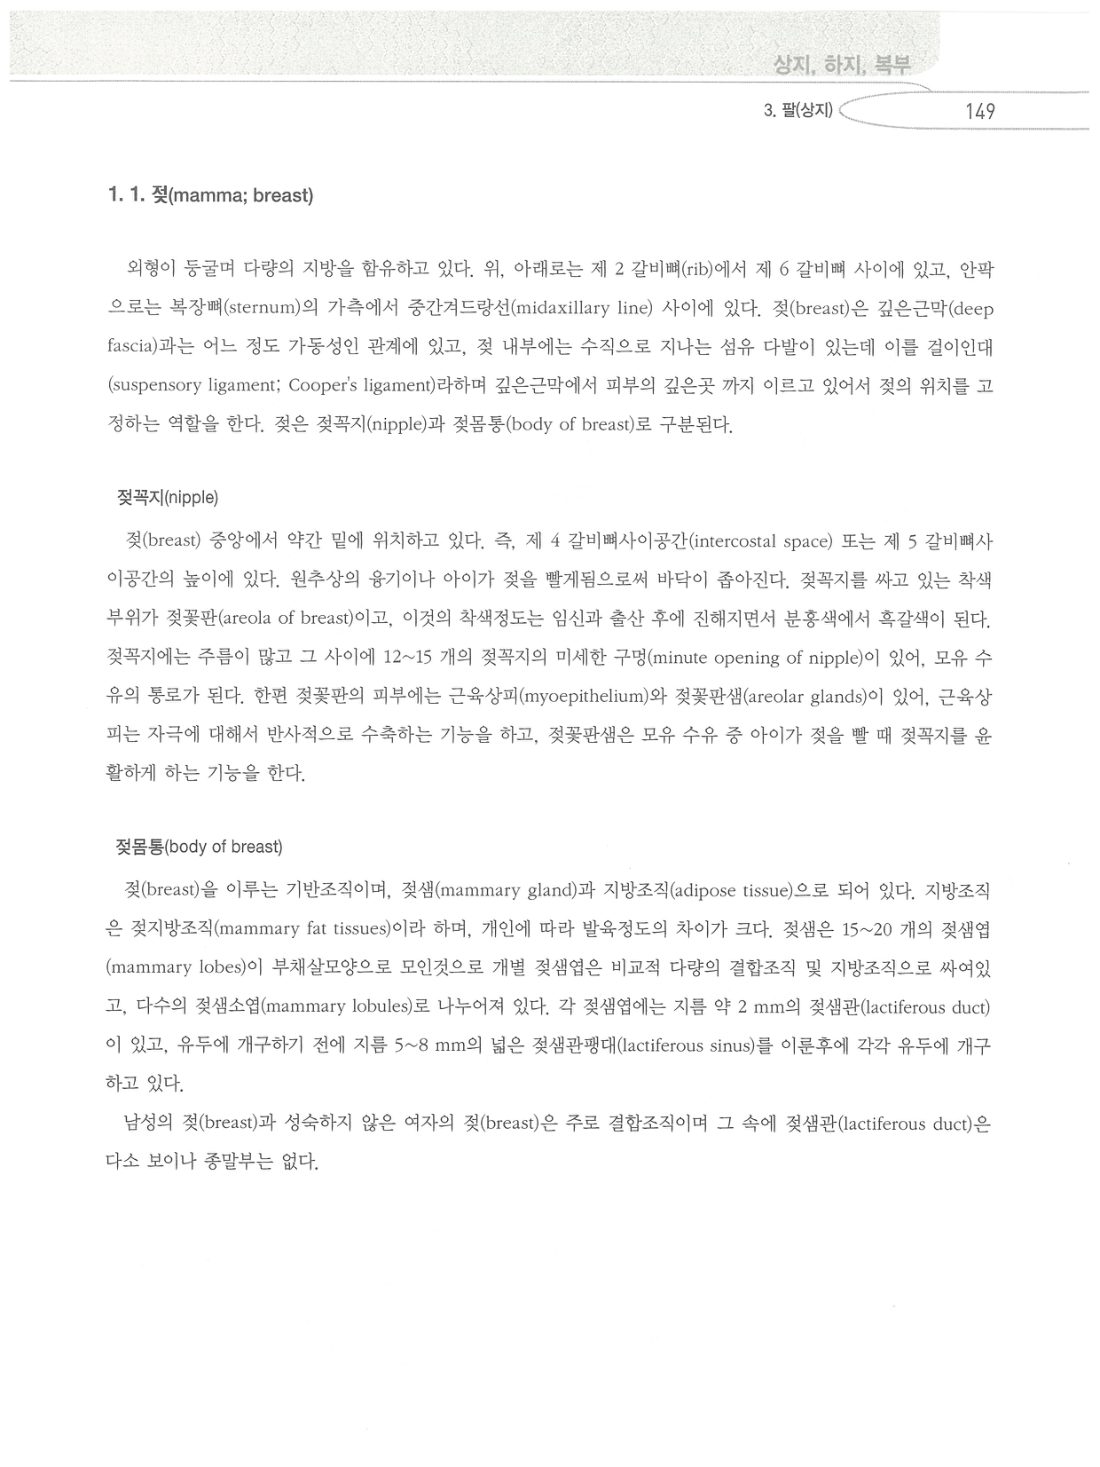 상지, 하지, 복부
3. 팔(상지)
149
1. 1. 젖(mamma; breast)
외형이 둥굴며 다량의 지방을 함유하고 있다. 위, 아래로는 제 2 갈비뼈(rib)에서 제 6 갈비뼈 사이에 있고, 안팍
으로는 복장뼈(sternum)의 가측에서 중간겨드랑선(midaxillary line) 사이에 있다. 젖(breast)은 깊은근막(deep
fascia)과는 어느 정도 가동성인 관계에 있고, 젖 내부에는 수직으로 지나는 섬유 다발이 있는데 이를 걸이인대
(suspensory ligament; Cooper's ligament)라하며 깊은근막에서 피부의 깊은곳 까지 이르고 있어서 젖의 위치를 고
정하는 역할을 한다. 젖은 젖꼭지(nipple)과 젖몸통(body of breast)로 구분된다.
젖꼭지(nipple)
젖(breast) 중앙에서 약간 밑에 위치하고 있다. 즉, 제 4 갈비뼈사이공간(intercostal space) 또는 제 5 갈비뼈사
이공간의 높이에 있다. 원추상의 융기이나 아이가 젖을 빨게됨으로써 바닥이 좁아진다. 젖꼭지를 싸고 있는 착색
부위가 젖꽃판(areola of breast)이고, 이것의 착색정도는 임신과 출산 후에 진해지면서 분홍색에서 흑갈색이 된다.
젖꼭지에는 주름이 많고 그 사이에 12~15 개의 젖꼭지의 미세한 구멍(minute opening of nipple)이 있어, 모유 수
유의 통로가 된다. 한편 젖꽃판의 피부에는 근육상피(myoepithelium)와 젖꽃판샘(areolar glands)이 있어, 근육상
피는 자극에 대해서 반사적으로 수축하는 기능을 하고, 젖꽃판샘은 모유 수유 중 아이가 젖을 빨 때 젖꼭지를 윤
활하게 하는 기능을 한다.
젖몸통(body of breast)
젖(breast)을 이루는 기반조직이며, 젖샘(mammary gland)과 지방조직(adipose tissue)으로 되어 있다. 지방조직
은 젖지방조직(mammary fat tissues)이라 하며, 개인에 따라 발육정도의 차이가 크다. 젖샘은 15~20 개의 젖샘엽
(mammary lobes)이 부채살모양으로 모인것으로 개별 젖샘엽은 비교적 다량의 결합조직 및 지방조직으로 싸여있
고, 다수의 젖샘소엽(mammary lobules)로 나누어져 있다. 각 젖샘엽에는 지름 약 2 mm의 젖샘관(lactiferous duct)
이 있고, 유두에 개구하기 전에 지름 5~8 mm의 넓은 젖샘관팽대(lactiferous sinus)를 이룬후에 각각 유두에 개구
하고 있다.
남성의 젖(breast)과 성숙하지 않은 여자의 젖(breast)은 주로 결합조직이며 그 속에 젖샘관(lactiferous duct)은
다소 보이나 종말부는 없다.